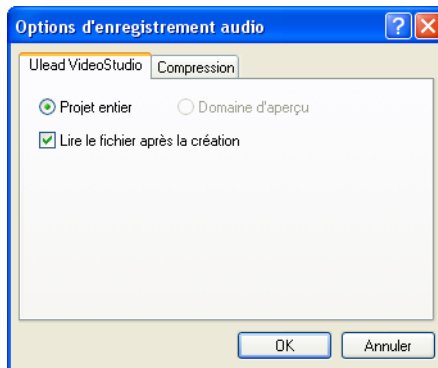 Options d'enregistrement audio
Ulead VideoStudio Compression
Projet entier Domaine d'aperçu
Lire le fichier après la création
OK Annuler